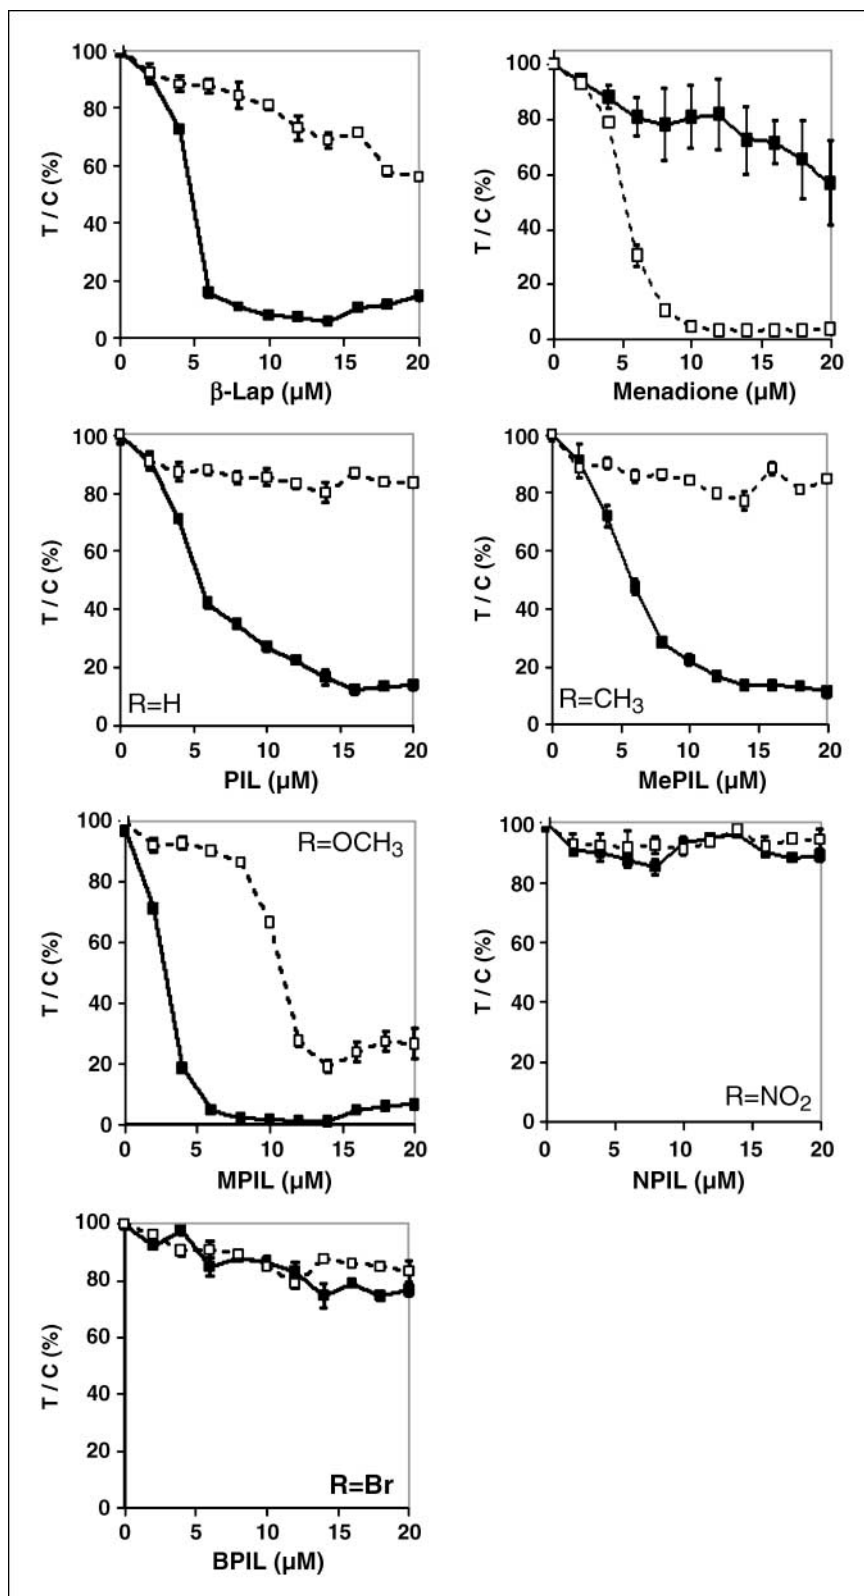 100
80
60
40
20
0
T / C (%)
0 5 10 15 20
β-Lap (µM)
100
80
60
40
20
0
T / C (%)
0 5 10 15 20
Menadione (µM)
100
80
60
40
20
0
T / C (%)
R=H
0 5 10 15 20
PIL (µM)
100
80
60
40
20
0
T / C (%)
R=CH₃
0 5 10 15 20
MePIL (µM)
100
80
60
40
20
0
T / C (%)
R=OCH₃
0 5 10 15 20
MPIL (µM)
100
80
60
40
20
0
T / C (%)
R=NO₂
0 5 10 15 20
NPIL (µM)
100
80
60
40
20
0
T / C (%)
R=Br
0 5 10 15 20
BPIL (µM)